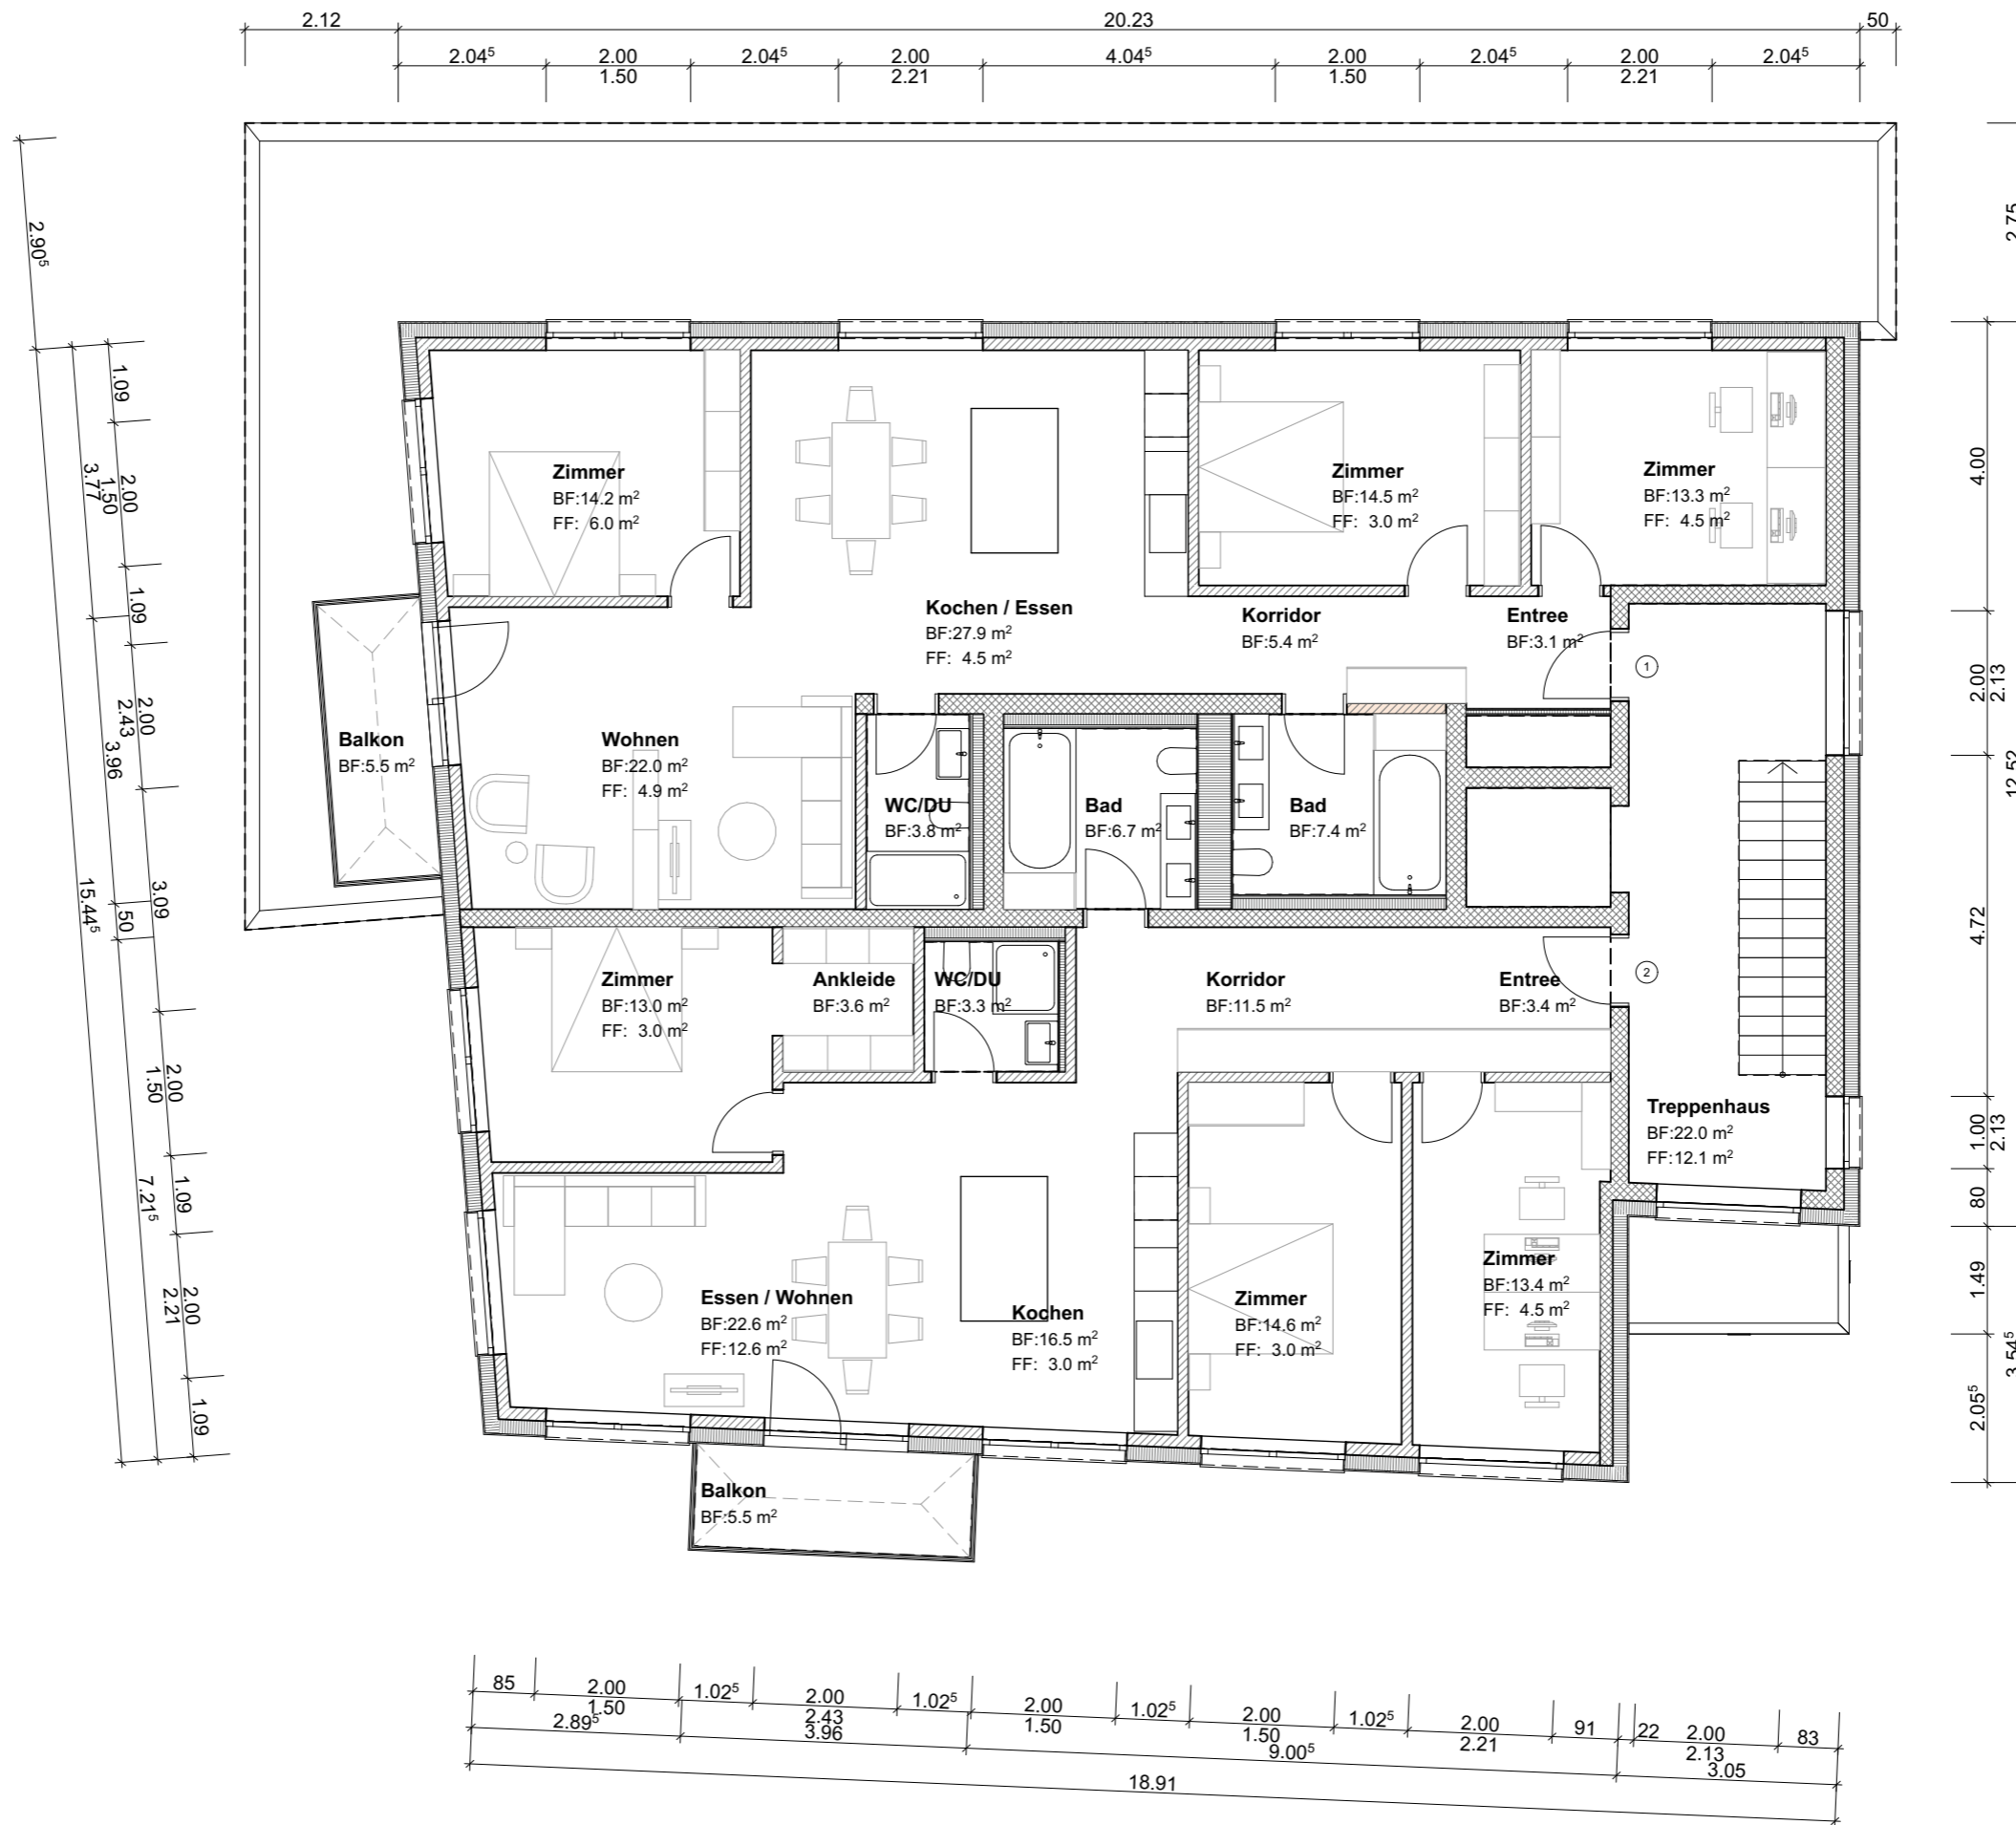 2.12 20.23 50
2.04⁵ 2.00 2.04⁵ 2.00 4.04⁵ 2.00 2.04⁵ 2.00 2.04⁵
1.50 2.21 1.50 2.21
2.90⁵
1.09
2.00
1.50
3.77
1.09
2.00
2.43
3.96
3.09
15.44⁵
50
2.00
1.50
1.09
7.21⁵
2.00
2.21
1.09
2.75
4.00
2.00
2.13
12.52
4.72
1.00
2.13
80
1.49
3.54⁵
2.05⁵
Zimmer
BF:14.2 m²
FF: 6.0 m²
Zimmer
BF:14.5 m²
FF: 3.0 m²
Zimmer
BF:13.3 m²
FF: 4.5 m²
Kochen / Essen
BF:27.9 m²
FF: 4.5 m²
Korridor
BF:5.4 m²
Entree
BF:3.1 m²
1
Balkon
BF:5.5 m²
Wohnen
BF:22.0 m²
FF: 4.9 m²
WC/DU
BF:3.8 m²
Bad
BF:6.7 m²
Bad
BF:7.4 m²
Zimmer
BF:13.0 m²
FF: 3.0 m²
Ankleide
BF:3.6 m²
WC/DU
BF:3.3 m²
Korridor
BF:11.5 m²
Entree
BF:3.4 m²
2
Treppenhaus
BF:22.0 m²
FF:12.1 m²
Essen / Wohnen
BF:22.6 m²
FF:12.6 m²
Kochen
BF:16.5 m²
FF: 3.0 m²
Zimmer
BF:14.6 m²
FF: 3.0 m²
Zimmer
BF:13.4 m²
FF: 4.5 m²
Balkon
BF:5.5 m²
85 2.00 1.02⁵ 2.00 1.02⁵ 2.00 1.02⁵ 2.00 1.02⁵ 2.00 91 22 2.00 83
1.50 2.43 1.50 1.50 2.21 2.13
2.89⁵ 3.96 9.00⁵ 3.05
18.91